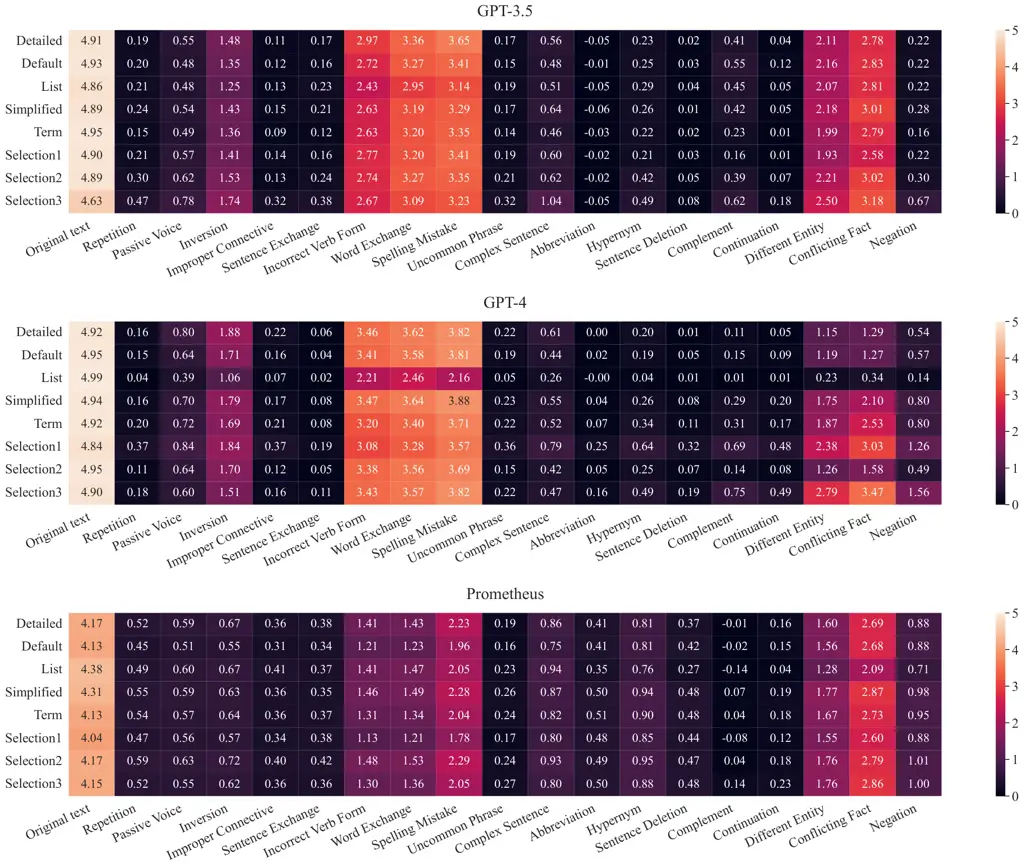 GPT-3.5
Detailed 4.91 0.19 0.55 1.48 0.11 0.17 2.97 3.36 3.65 0.17 0.56 -0.05 0.23 0.02 0.41 0.04 2.11 2.78 0.22
Default 4.93 0.20 0.48 1.35 0.12 0.16 2.72 3.27 3.41 0.15 0.48 -0.01 0.25 0.03 0.55 0.12 2.16 2.83 0.22
List 4.86 0.21 0.48 1.25 0.13 0.23 2.43 2.95 3.14 0.19 0.51 -0.05 0.29 0.04 0.45 0.05 2.07 2.81 0.22
Simplified 4.89 0.24 0.54 1.43 0.15 0.21 2.63 3.19 3.29 0.17 0.64 -0.06 0.26 0.01 0.42 0.05 2.18 3.01 0.28
Term 4.95 0.15 0.49 1.36 0.09 0.12 2.63 3.20 3.35 0.14 0.46 -0.03 0.22 0.02 0.23 0.01 1.99 2.79 0.16
Selection1 4.90 0.21 0.57 1.41 0.14 0.16 2.77 3.20 3.41 0.19 0.60 -0.02 0.21 0.03 0.16 0.01 1.93 2.58 0.22
Selection2 4.89 0.30 0.62 1.53 0.13 0.24 2.74 3.27 3.35 0.21 0.62 -0.02 0.42 0.05 0.39 0.07 2.21 3.02 0.30
Selection3 4.63 0.47 0.78 1.74 0.32 0.38 2.67 3.09 3.23 0.32 1.04 -0.05 0.49 0.08 0.62 0.18 2.50 3.18 0.67
5
4
3
2
1
0
Original text Repetition Passive Voice Inversion Improper Connective Sentence Exchange Incorrect Verb Form Word Exchange Spelling Mistake Uncommon Phrase Complex Sentence Abbreviation Hypernym Sentence Deletion Complement Continuation Different Entity Conflicting Fact Negation
GPT-4
Detailed 4.92 0.16 0.80 1.88 0.22 0.06 3.46 3.62 3.82 0.22 0.61 0.00 0.20 0.01 0.11 0.05 1.15 1.29 0.54
Default 4.95 0.15 0.64 1.71 0.16 0.04 3.41 3.58 3.81 0.19 0.44 0.02 0.19 0.05 0.15 0.09 1.19 1.27 0.57
List 4.99 0.04 0.39 1.06 0.07 0.02 2.21 2.46 2.16 0.05 0.26 -0.00 0.04 0.01 0.01 0.01 0.23 0.34 0.14
Simplified 4.94 0.16 0.70 1.79 0.17 0.08 3.47 3.64 3.88 0.23 0.55 0.04 0.26 0.08 0.29 0.20 1.75 2.10 0.80
Term 4.92 0.20 0.72 1.69 0.21 0.08 3.20 3.40 3.71 0.22 0.52 0.07 0.34 0.11 0.31 0.17 1.87 2.53 0.80
Selection1 4.84 0.37 0.84 1.84 0.37 0.19 3.08 3.28 3.57 0.36 0.79 0.25 0.64 0.32 0.69 0.48 2.38 3.03 1.26
Selection2 4.95 0.11 0.64 1.70 0.12 0.05 3.38 3.56 3.69 0.15 0.42 0.05 0.25 0.07 0.14 0.08 1.26 1.58 0.49
Selection3 4.90 0.18 0.60 1.51 0.16 0.11 3.43 3.57 3.82 0.22 0.47 0.16 0.49 0.19 0.75 0.49 2.79 3.47 1.56
5
4
3
2
1
0
Original text Repetition Passive Voice Inversion Improper Connective Sentence Exchange Incorrect Verb Form Word Exchange Spelling Mistake Uncommon Phrase Complex Sentence Abbreviation Hypernym Sentence Deletion Complement Continuation Different Entity Conflicting Fact Negation
Prometheus
Detailed 4.17 0.52 0.59 0.67 0.36 0.38 1.41 1.43 2.23 0.19 0.86 0.41 0.81 0.37 -0.01 0.16 1.60 2.69 0.88
Default 4.13 0.45 0.51 0.55 0.31 0.34 1.21 1.23 1.96 0.16 0.75 0.41 0.81 0.42 -0.02 0.15 1.56 2.68 0.88
List 4.38 0.49 0.60 0.67 0.41 0.37 1.41 1.47 2.05 0.23 0.94 0.35 0.76 0.27 -0.14 0.04 1.28 2.09 0.71
Simplified 4.31 0.55 0.59 0.63 0.36 0.35 1.46 1.49 2.28 0.26 0.87 0.50 0.94 0.48 0.07 0.19 1.77 2.87 0.98
Term 4.13 0.54 0.57 0.64 0.36 0.37 1.31 1.34 2.04 0.24 0.82 0.51 0.90 0.48 0.04 0.18 1.67 2.73 0.95
Selection1 4.04 0.47 0.56 0.57 0.34 0.38 1.13 1.21 1.78 0.17 0.80 0.48 0.85 0.44 -0.08 0.12 1.55 2.60 0.88
Selection2 4.17 0.59 0.63 0.72 0.40 0.42 1.48 1.53 2.29 0.24 0.93 0.49 0.95 0.47 0.04 0.18 1.76 2.79 1.01
Selection3 4.15 0.52 0.55 0.62 0.36 0.36 1.30 1.36 2.05 0.27 0.80 0.50 0.88 0.48 0.14 0.23 1.76 2.86 1.00
5
4
3
2
1
0
Original text Repetition Passive Voice Inversion Improper Connective Sentence Exchange Incorrect Verb Form Word Exchange Spelling Mistake Uncommon Phrase Complex Sentence Abbreviation Hypernym Sentence Deletion Complement Continuation Different Entity Conflicting Fact Negation